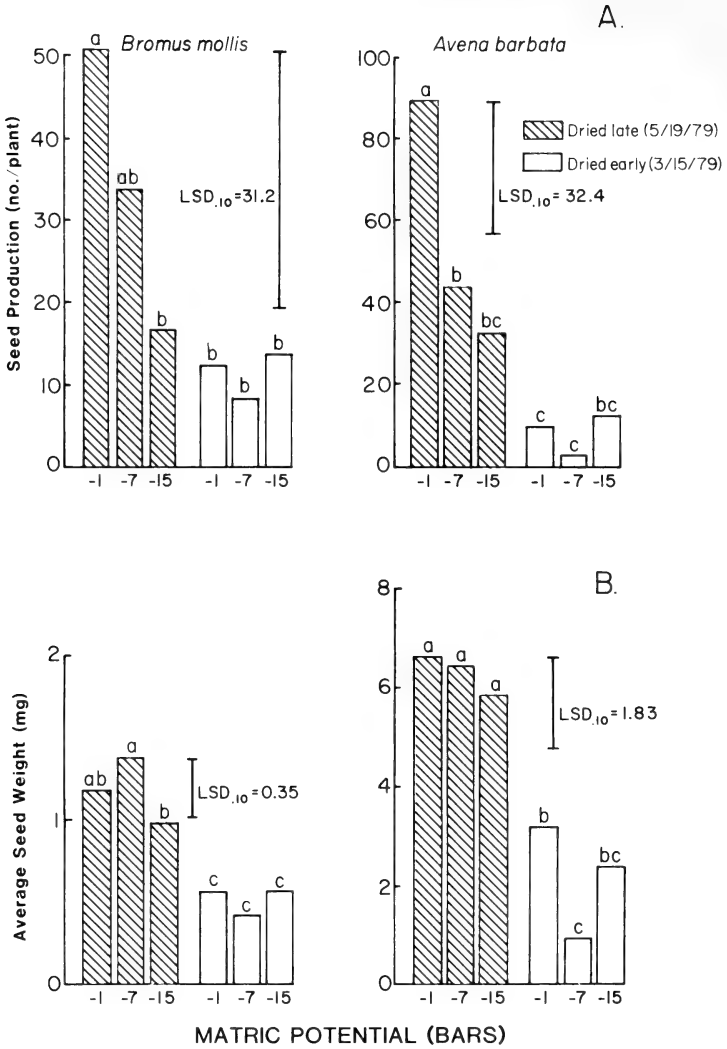 A.
Bromus mollis
Avena barbata
Seed Production (no./plant)
50
40
30
20
10
0
a
ab
b
b
b
b
LSD.10=31.2
-1 -7 -15 -1 -7 -15
100
80
60
40
20
0
a
b
bc
c
c
bc
LSD.10 = 32.4
Dried late (5/19/79)
Dried early (3/15/79)
-1 -7 -15 -1 -7 -15
B.
Average Seed Weight (mg)
2
1
0
ab
a
b
c
c
c
LSD.10=0.35
-1 -7 -15 -1 -7 -15
8
6
4
2
0
a
a
a
b
c
bc
LSD.10=1.83
-1 -7 -15 -1 -7 -15
MATRIC POTENTIAL (BARS)